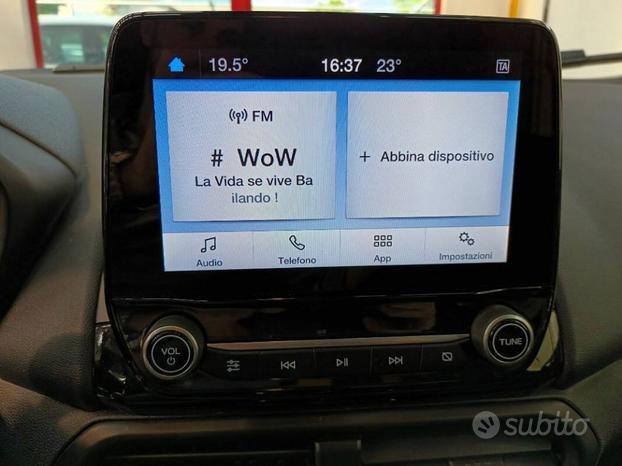 19.5° 16:37 23° TA
FM
# WoW
La Vida se vive Ba
ilando !
+ Abbina dispositivo
Audio Telefono App Impostazioni
VOL
TUNE
subito